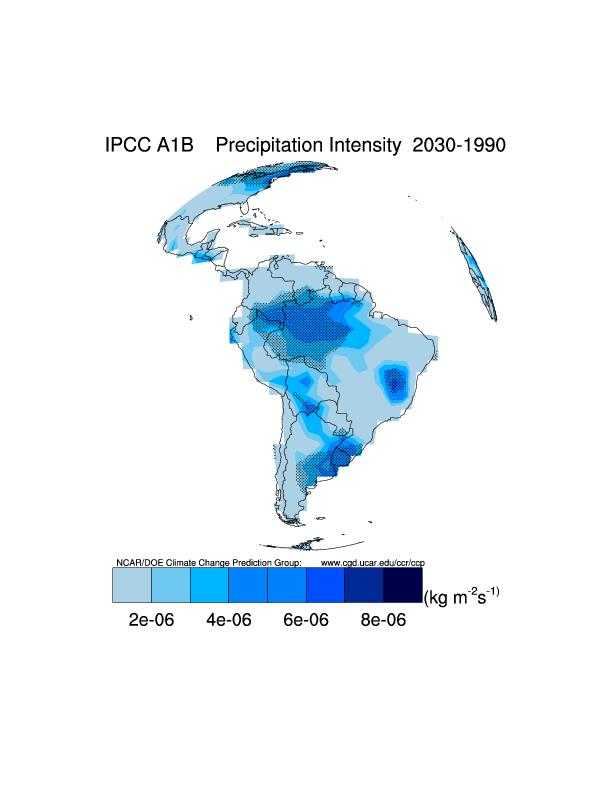 IPCC A1B Precipitation Intensity 2030-1990
NCAR/DOE Climate Change Prediction Group: www.cgd.ucar.edu/ccr/ccp
(kg m⁻²s⁻¹)
2e-06 4e-06 6e-06 8e-06